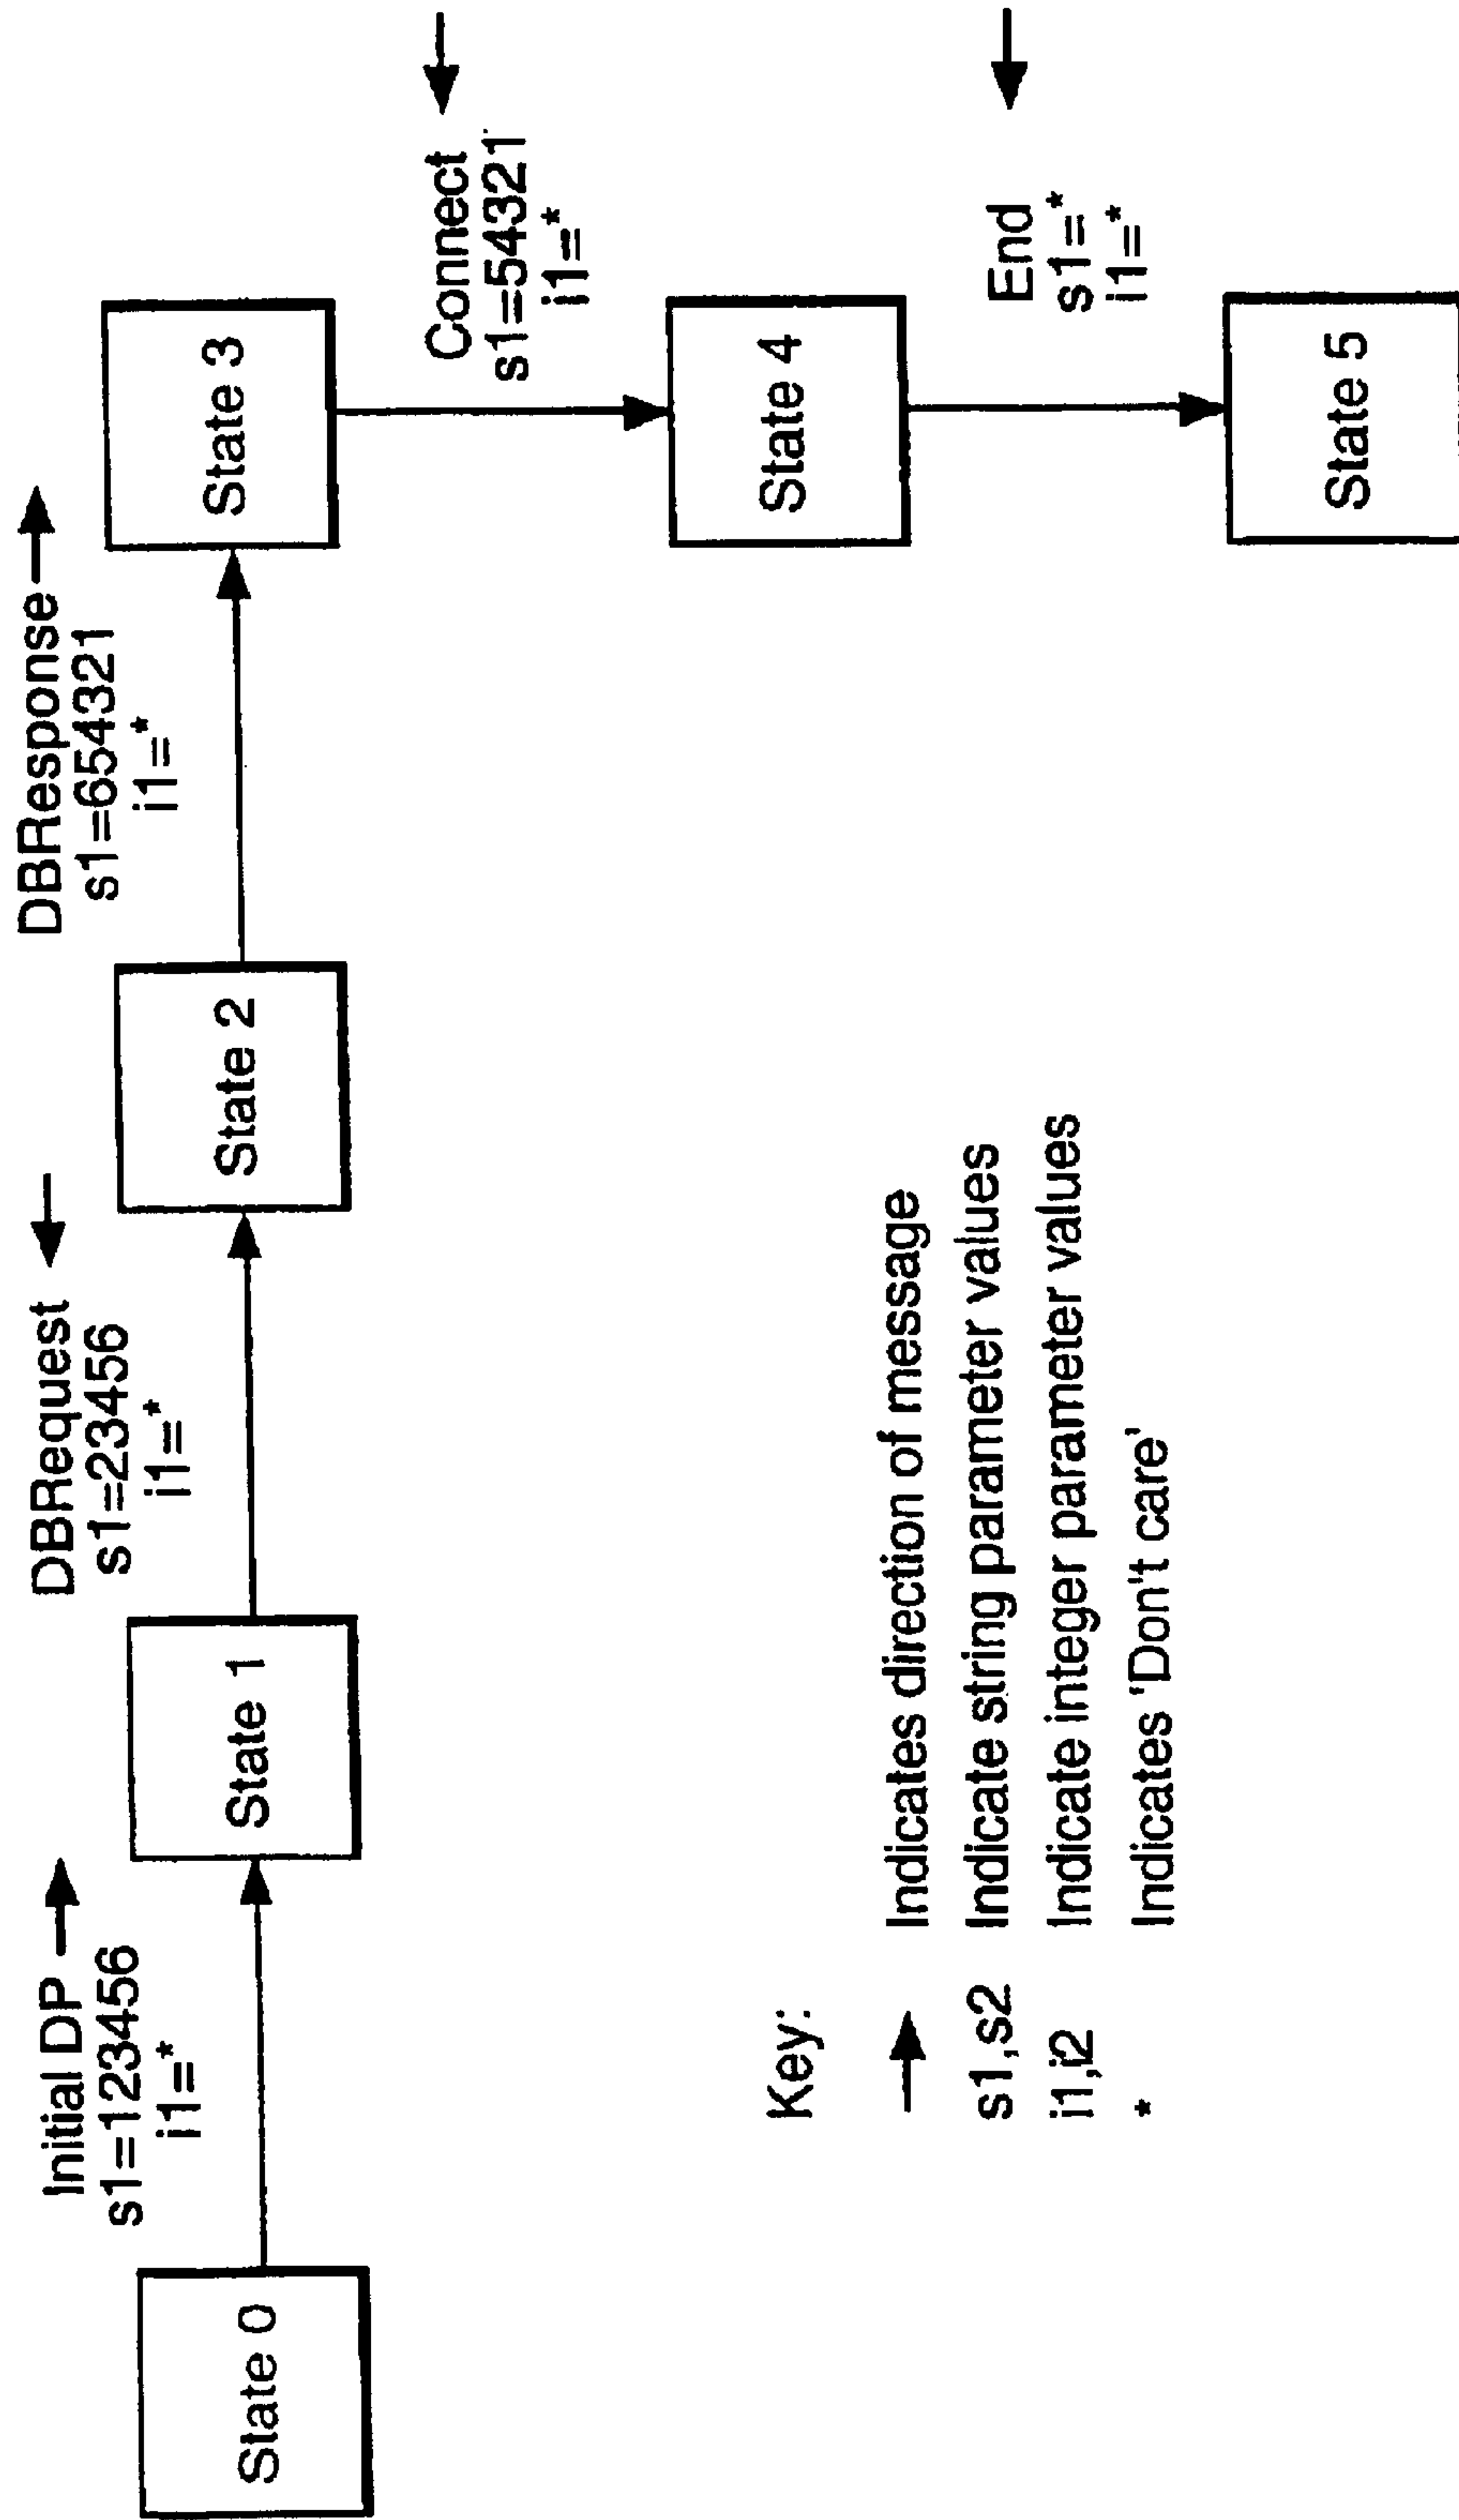 Initial DP
s1=123456
i1=*
DBRequest
s1=23456
i1=*
DBResponse
s1=654321
i1=*
State 0
State 1
State 2
State 3
Connect
s1=54321
i1=*
State 4
End
s1=*
i1=*
State 5
Key:
Indicates direction of message
s1,s2 Indicate string parameter values
i1,i2 Indicate integer parameter values
* Indicates 'Don't care'